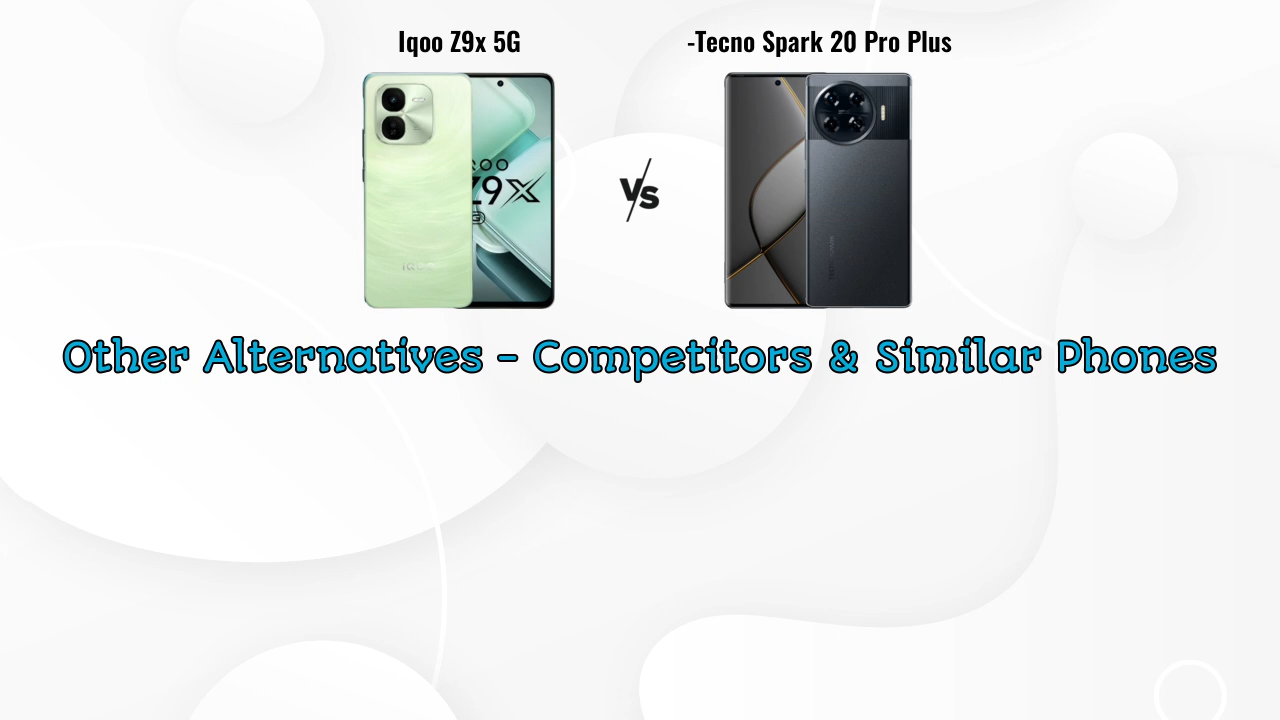 Iqoo Z9x 5G
-Tecno Spark 20 Pro Plus
VS
Other Alternatives - Competitors & Similar Phones